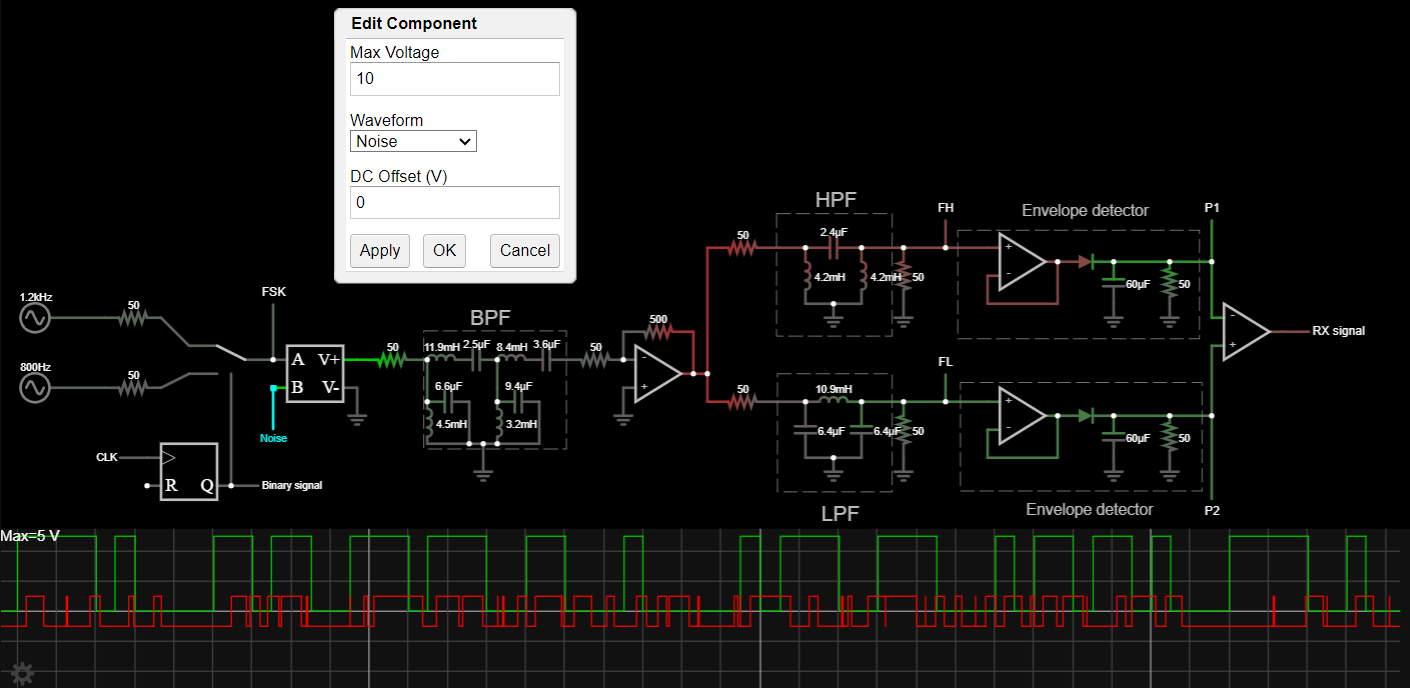 Edit Component
Max Voltage
10
Waveform
Noise
DC Offset (V)
0
Apply OK Cancel
HPF
FH
Envelope detector
P1
50
2.4µF
+
-
4.2mH
4.2mH
50
60µF
50
1.2kHz
50
FSK
BPF
500
-
+
RX signal
A V+
B V-
50
11.9mH
2.5µF
8.4mH
3.6µF
50
-
+
800Hz
50
6.6µF
9.4µF
4.5mH
3.2mH
Noise
FL
50
10.9mH
+
-
6.4µF
6.4µF
50
60µF
50
CLK
R Q
Binary signal
LPF
Envelope detector
P2
Max=5 V